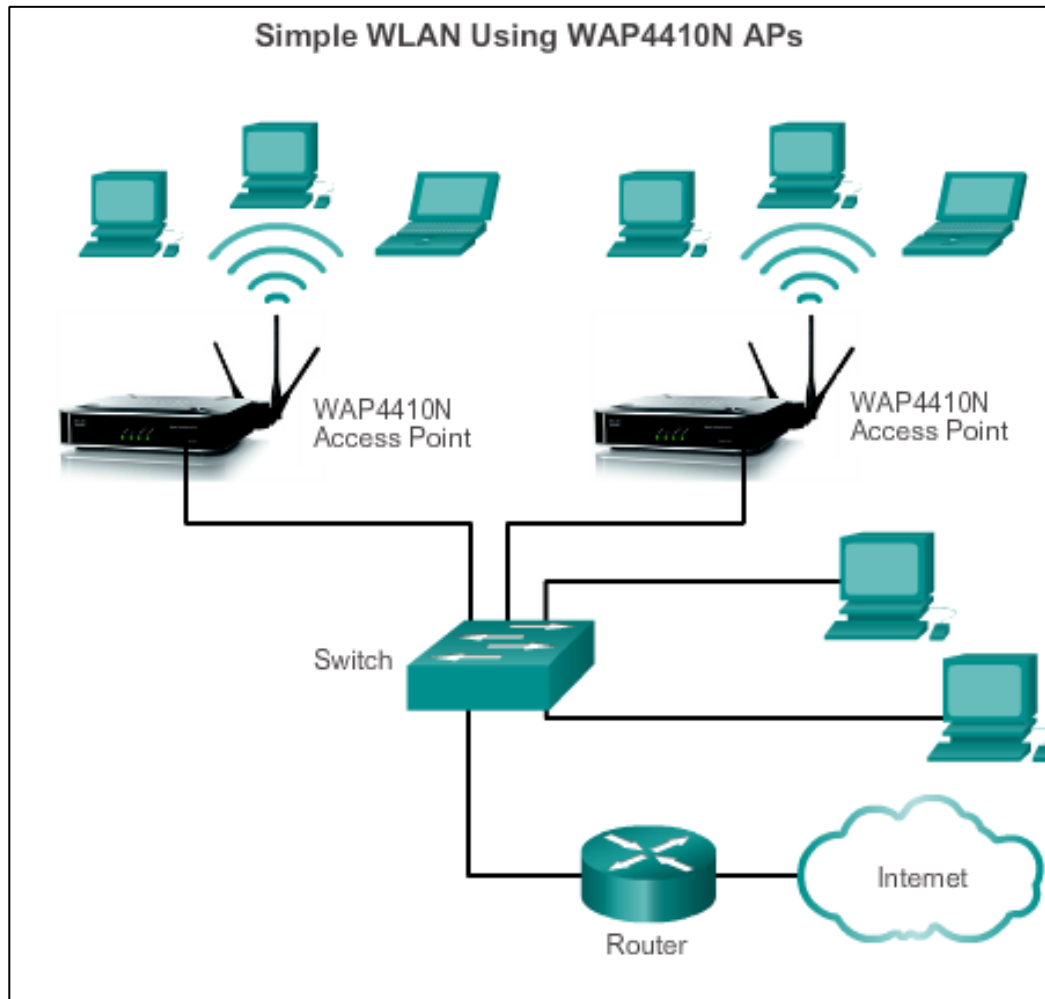 Simple WLAN Using WAP4410N APs
WAP4410N
Access Point
WAP4410N
Access Point
Switch
Internet
Router